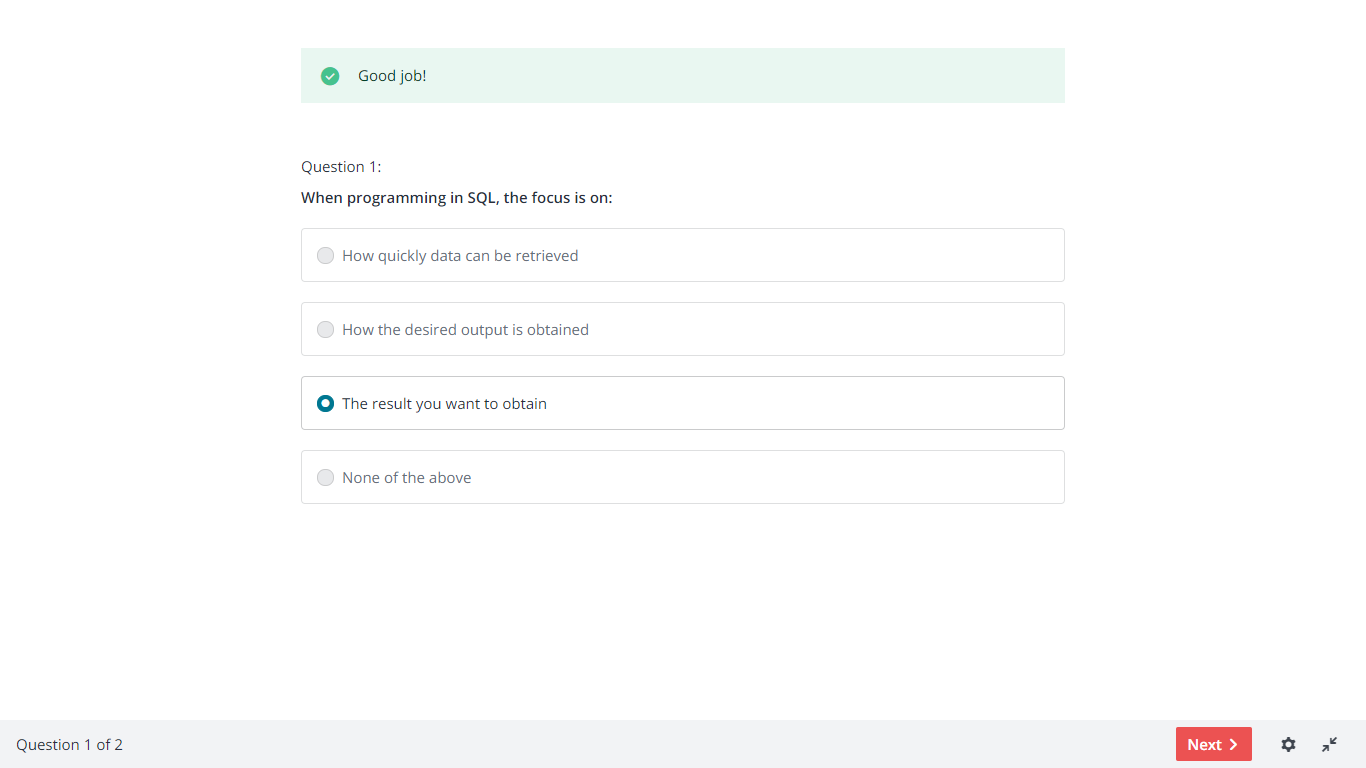 Good job!
Question 1:
When programming in SQL, the focus is on:
How quickly data can be retrieved
How the desired output is obtained
The result you want to obtain
None of the above
Question 1 of 2
Next